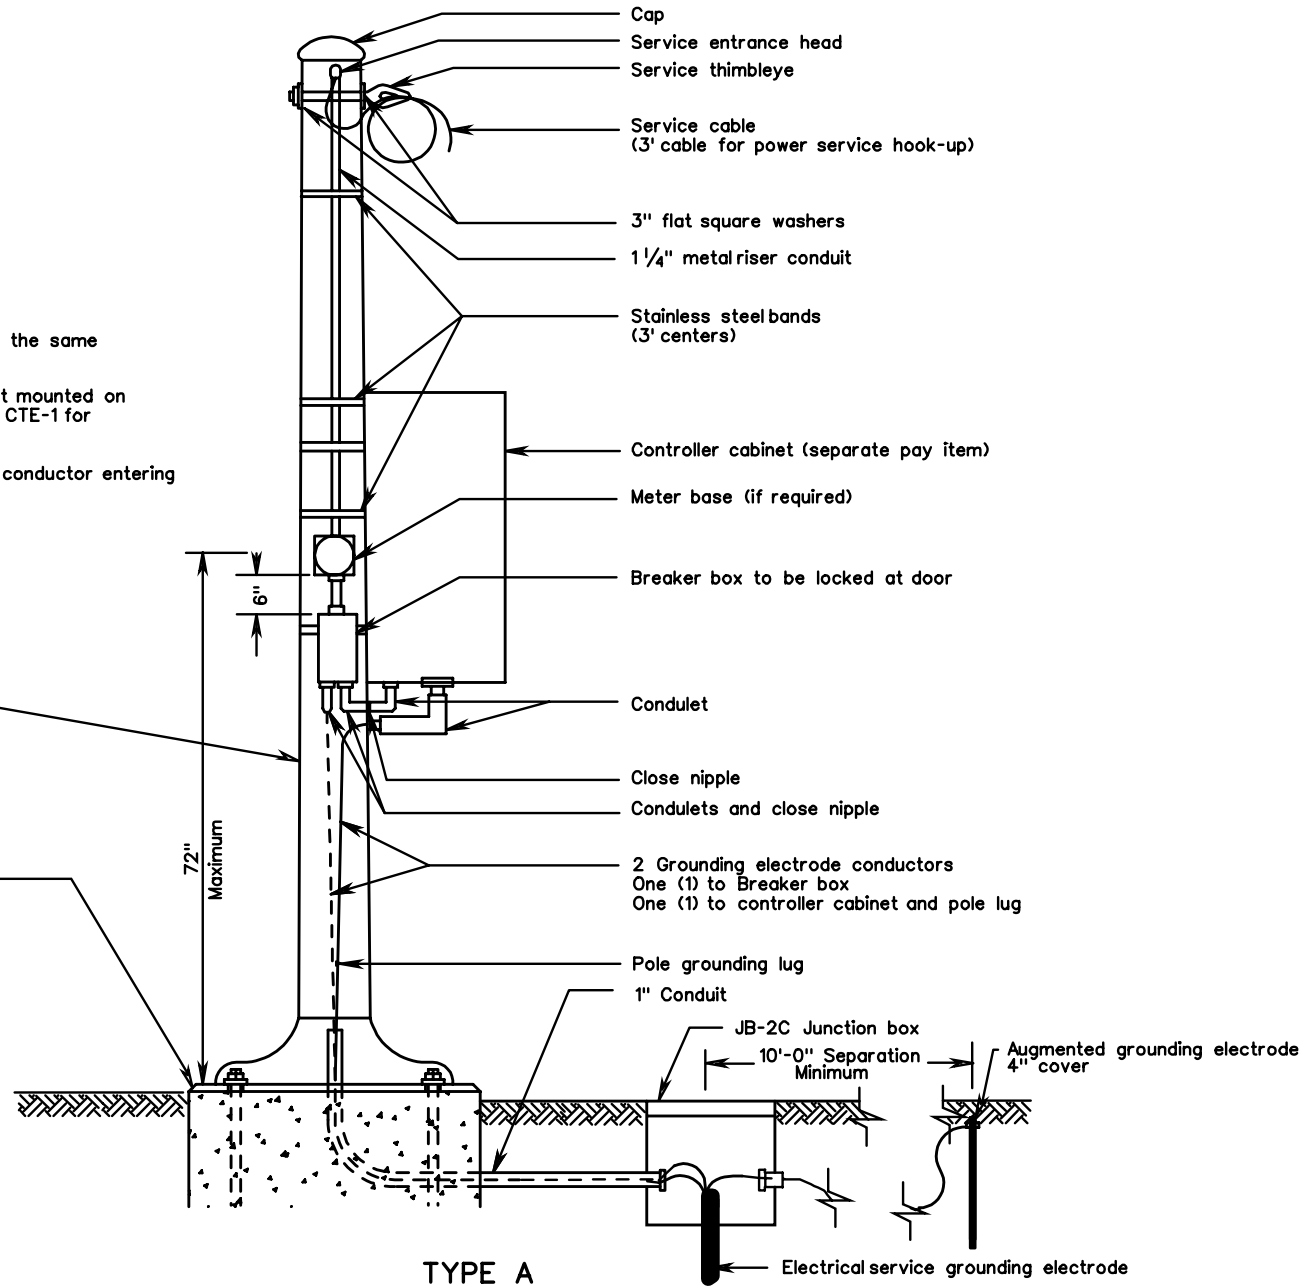 Cap
Service entrance head
Service thimbleye
Service cable
(3' cable for power service hook-up)
3" flat square washers
1 1/4" metal riser conduit
Stainless steel bands
(3' centers)
the same
t mounted on
CTE-1 for
conductor entering
Controller cabinet (separate pay item)
Meter base (if required)
Breaker box to be locked at door
6"
72"
Maximum
Condulet
Close nipple
Condulets and close nipple
2 Grounding electrode conductors
One (1) to Breaker box
One (1) to controller cabinet and pole lug
Pole grounding lug
1" Conduit
JB-2C Junction box
10'-0" Separation
Minimum
Augmented grounding electrode
4" cover
Electrical service grounding electrode
TYPE A